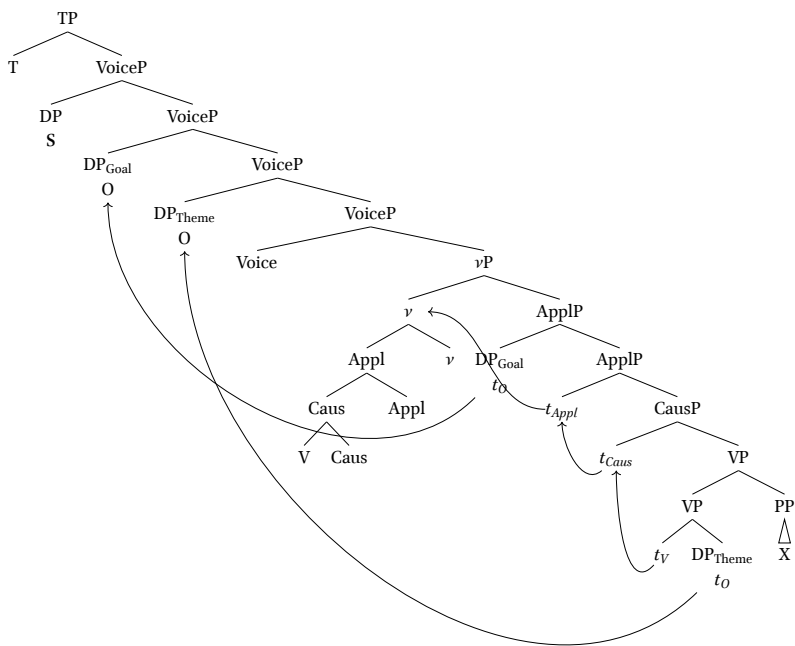 TP
T VoiceP
DP VoiceP
S
DP_Goal VoiceP
O
DP_Theme VoiceP
O
Voice νP
ν ApplP
Appl ν DP_Goal ApplP
t_O
Caus Appl t_Appl CausP
V Caus t_Caus VP
VP PP
t_V DP_Theme X
t_O